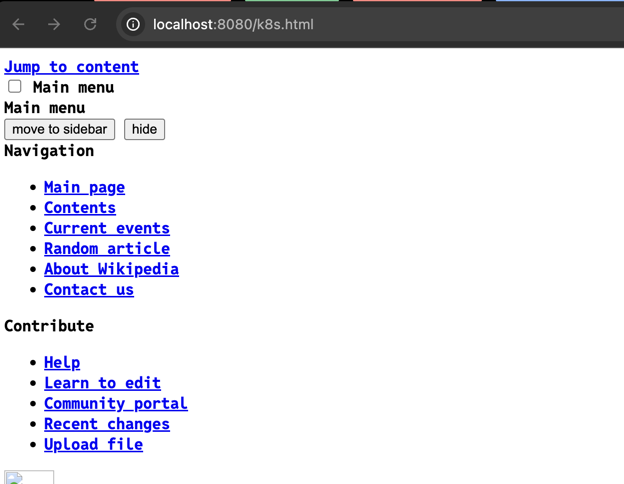 localhost:8080/k8s.html
Jump to content
Main menu
Main menu
move to sidebar hide
Navigation
Main page
Contents
Current events
Random article
About Wikipedia
Contact us
Contribute
Help
Learn to edit
Community portal
Recent changes
Upload file